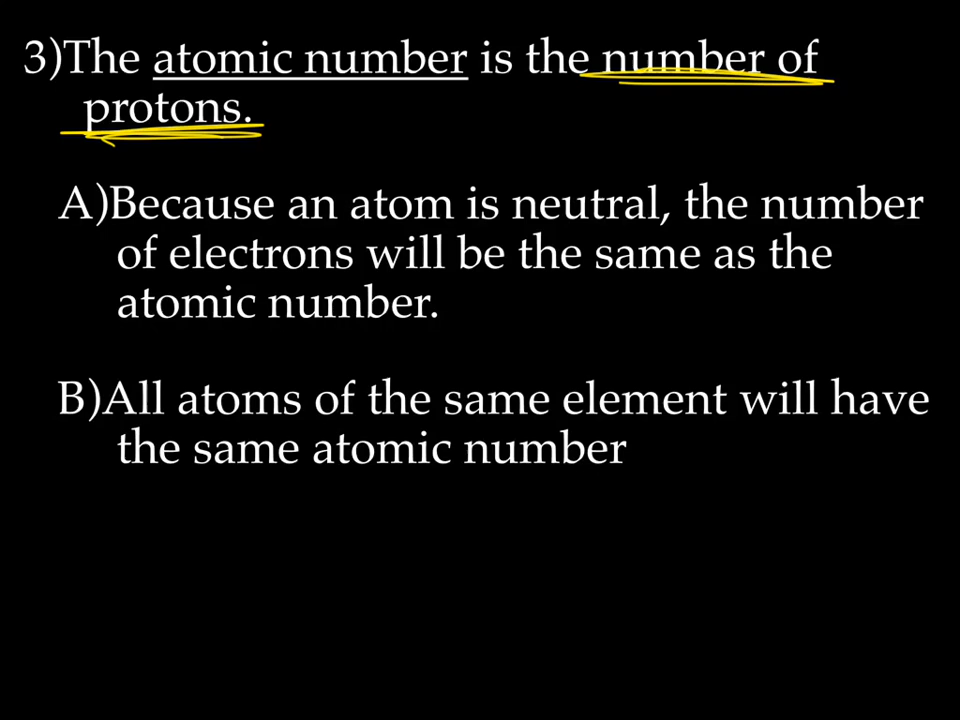 3)The atomic number is the number of
protons.
A)Because an atom is neutral, the number
of electrons will be the same as the
atomic number.
B)All atoms of the same element will have
the same atomic number